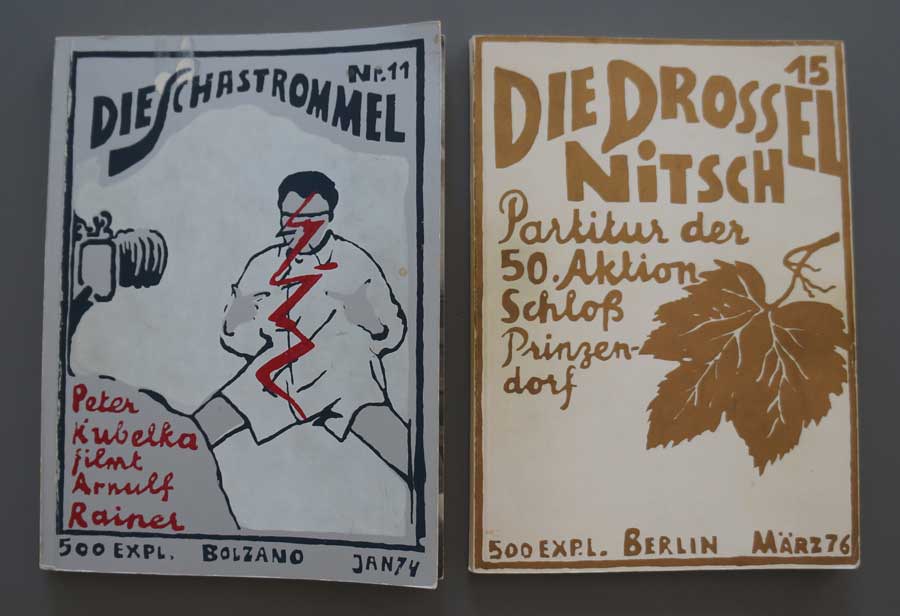 Nr. 11
DIE SCHASTROMMEL
Peter
Kubelka
filmt
Arnulf
Rainer
500 EXPL. BOLZANO JAN 74
15
DIE DROSSEL
NITSCH
Partitur der
50. Aktion
Schloß
Prinzen-
dorf
500 EXPL. BERLIN MÄRZ 76